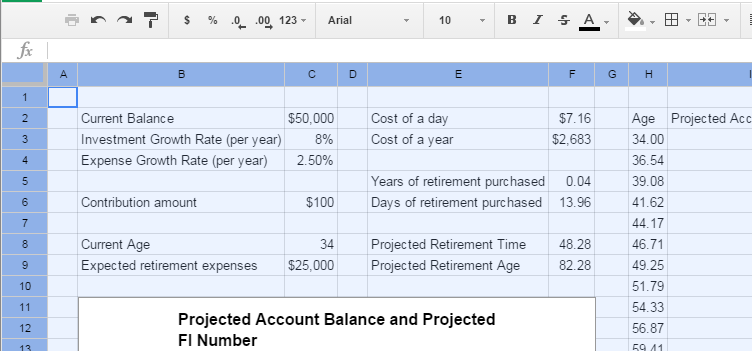 $ % .0 .00 123 Arial 10 B I S A
fx
A B C D E F G H
1
2 Current Balance $50,000 Cost of a day $7.16 Age Projected Acc
3 Investment Growth Rate (per year) 8% Cost of a year $2,683 34.00
4 Expense Growth Rate (per year) 2.50% 36.54
5 Years of retirement purchased 0.04 39.08
6 Contribution amount $100 Days of retirement purchased 13.96 41.62
7 44.17
8 Current Age 34 Projected Retirement Time 48.28 46.71
9 Expected retirement expenses $25,000 Projected Retirement Age 82.28 49.25
10 51.79
11 54.33
Projected Account Balance and Projected
12 56.87
FI Number
13 59.41